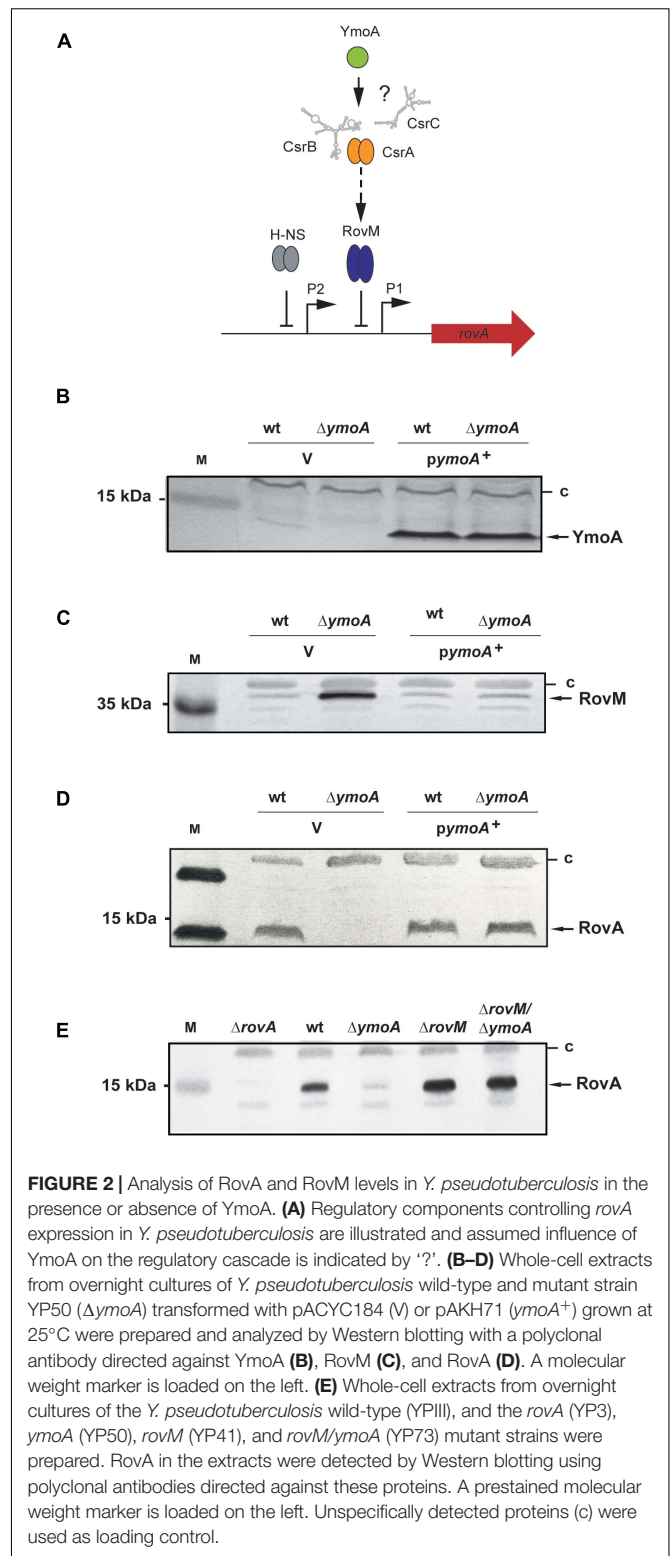 A
YmoA
?
CsrB
CsrC
CsrA
H-NS
RovM
P2
P1
rovA
B
wt ΔymoA wt ΔymoA
M V pymoA+
15 kDa
c
YmoA
C
wt ΔymoA wt ΔymoA
V pymoA+
M
c
35 kDa
RovM
D
wt ΔymoA wt ΔymoA
M V pymoA+
c
15 kDa
RovA
E
M ΔrovA wt ΔymoA ΔrovM ΔrovM/
ΔymoA
c
15 kDa
RovA
FIGURE 2 | Analysis of RovA and RovM levels in Y. pseudotuberculosis in the
presence or absence of YmoA. (A) Regulatory components controlling rovA
expression in Y. pseudotuberculosis are illustrated and assumed influence of
YmoA on the regulatory cascade is indicated by ‘?’. (B–D) Whole-cell extracts
from overnight cultures of Y. pseudotuberculosis wild-type and mutant strain
YP50 (ΔymoA) transformed with pACYC184 (V) or pAKH71 (ymoA+) grown at
25°C were prepared and analyzed by Western blotting with a polyclonal
antibody directed against YmoA (B), RovM (C), and RovA (D). A molecular
weight marker is loaded on the left. (E) Whole-cell extracts from overnight
cultures of the Y. pseudotuberculosis wild-type (YPIII), and the rovA (YP3),
ymoA (YP50), rovM (YP41), and rovM/ymoA (YP73) mutant strains were
prepared. RovA in the extracts were detected by Western blotting using
polyclonal antibodies directed against these proteins. A prestained molecular
weight marker is loaded on the left. Unspecifically detected proteins (c) were
used as loading control.